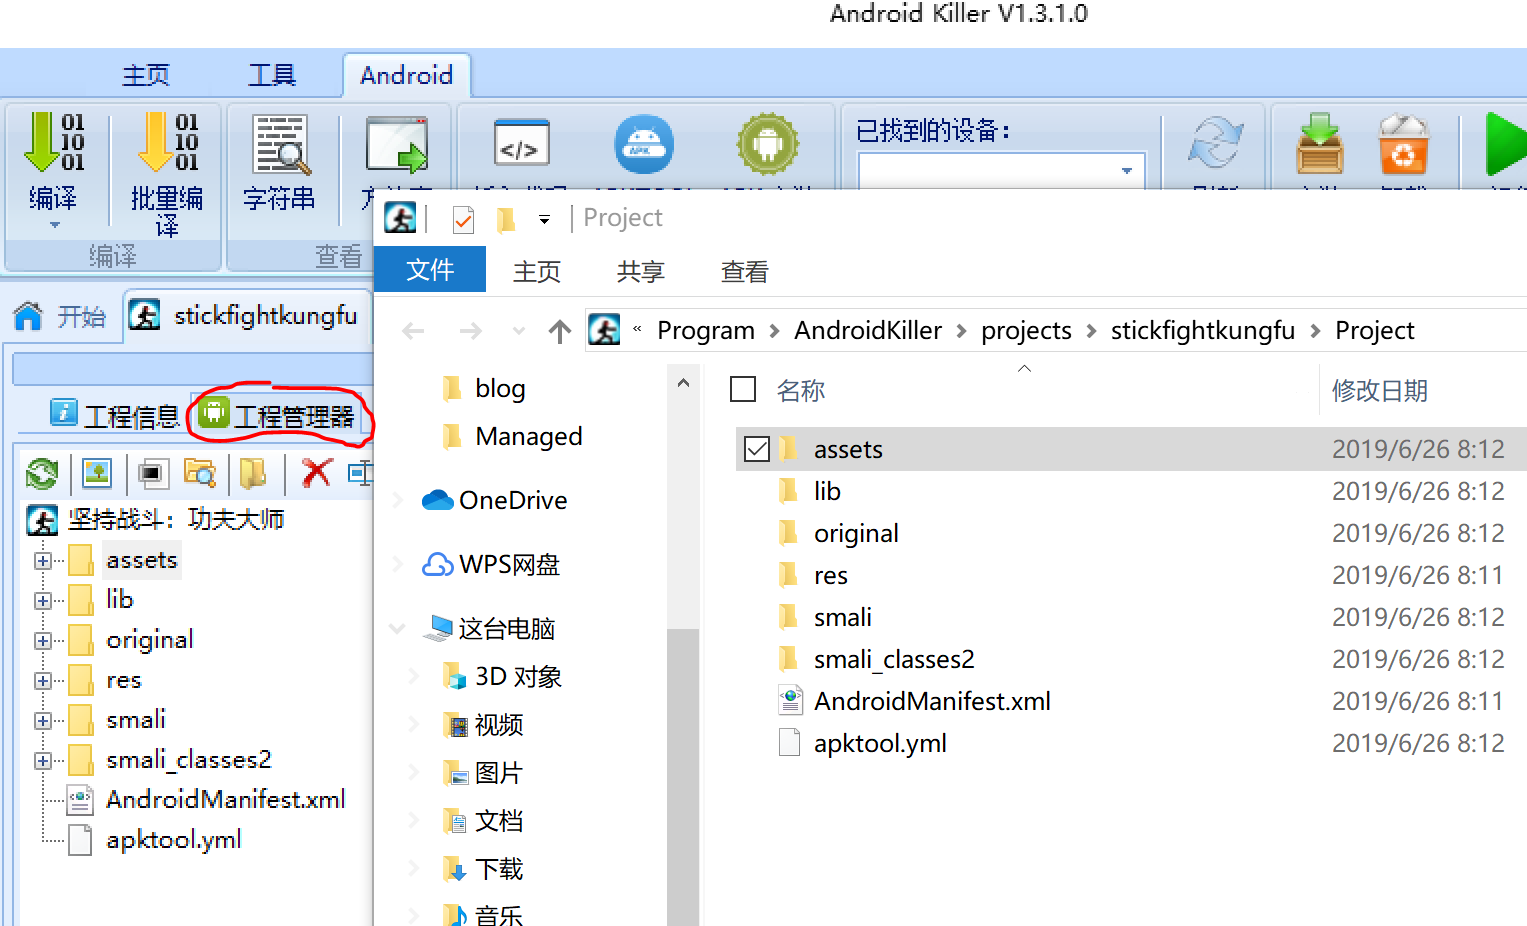 Android Killer V1.3.1.0
主页
工具
Android
01
10
01
编译
01
10
01
批量编
译
编译
字符串
查看
</>
APK
已找到的设备：
Project
文件
主页
共享
查看
开始
stickfightkungfu
« Program > AndroidKiller > projects > stickfightkungfu > Project
工程信息
工程管理器
坚持战斗：功夫大师
assets
lib
original
res
smali
smali_classes2
AndroidManifest.xml
apktool.yml
blog
Managed
OneDrive
WPS网盘
这台电脑
3D 对象
视频
图片
文档
下载
音乐
名称
修改日期
assets 2019/6/26 8:12
lib 2019/6/26 8:12
original 2019/6/26 8:12
res 2019/6/26 8:11
smali 2019/6/26 8:12
smali_classes2 2019/6/26 8:12
AndroidManifest.xml 2019/6/26 8:11
apktool.yml 2019/6/26 8:12